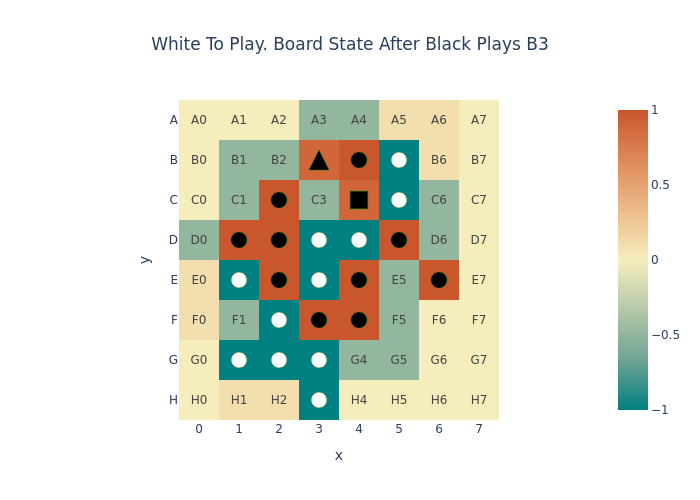 White To Play. Board State After Black Plays B3
A A0 A1 A2 A3 A4 A5 A6 A7 1
B B0 B1 B2 B6 B7
0.5
C C0 C1 C3 C6 C7
D D0 D6 D7
y 0
E E0 E5 E7
F F0 F1 F5 F6 F7 −0.5
G G0 G4 G5 G6 G7
H H0 H1 H2 H4 H5 H6 H7 −1
0 1 2 3 4 5 6 7
x